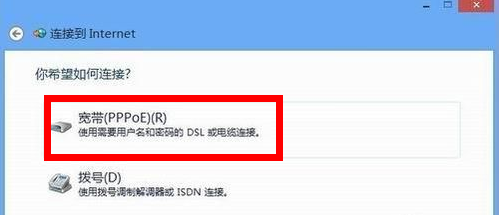 连接到 Internet
你希望如何连接?
宽带(PPPoE)(R)
使用需要用户名和密码的 DSL 或电缆连接。
拨号(D)
使用拨号调制解调器或 ISDN 连接。